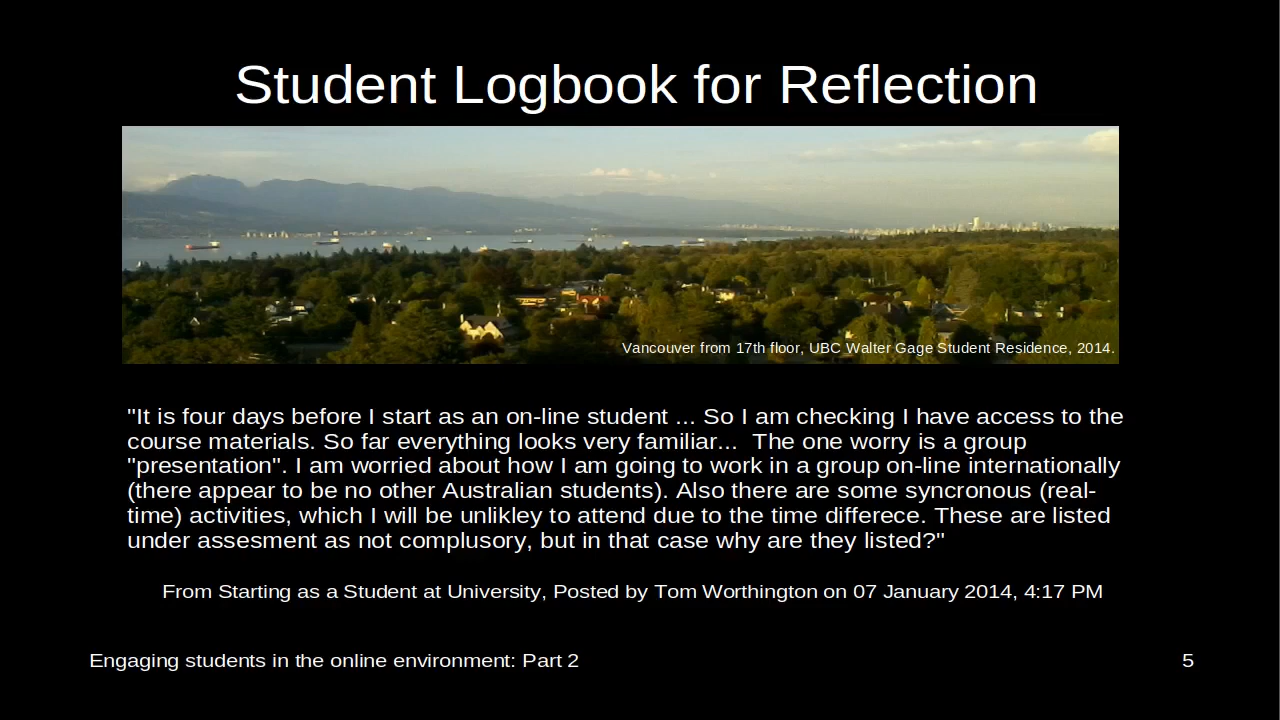 Student Logbook for Reflection
Vancouver from 17th floor, UBC Walter Gage Student Residence, 2014.
"It is four days before I start as an on-line student ... So I am checking I have access to the
course materials. So far everything looks very familiar...  The one worry is a group
"presentation". I am worried about how I am going to work in a group on-line internationally
(there appear to be no other Australian students). Also there are some syncronous (real-
time) activities, which I will be unlikley to attend due to the time differece. These are listed
under assesment as not complusory, but in that case why are they listed?"
From Starting as a Student at University, Posted by Tom Worthington on 07 January 2014, 4:17 PM
Engaging students in the online environment: Part 2
5